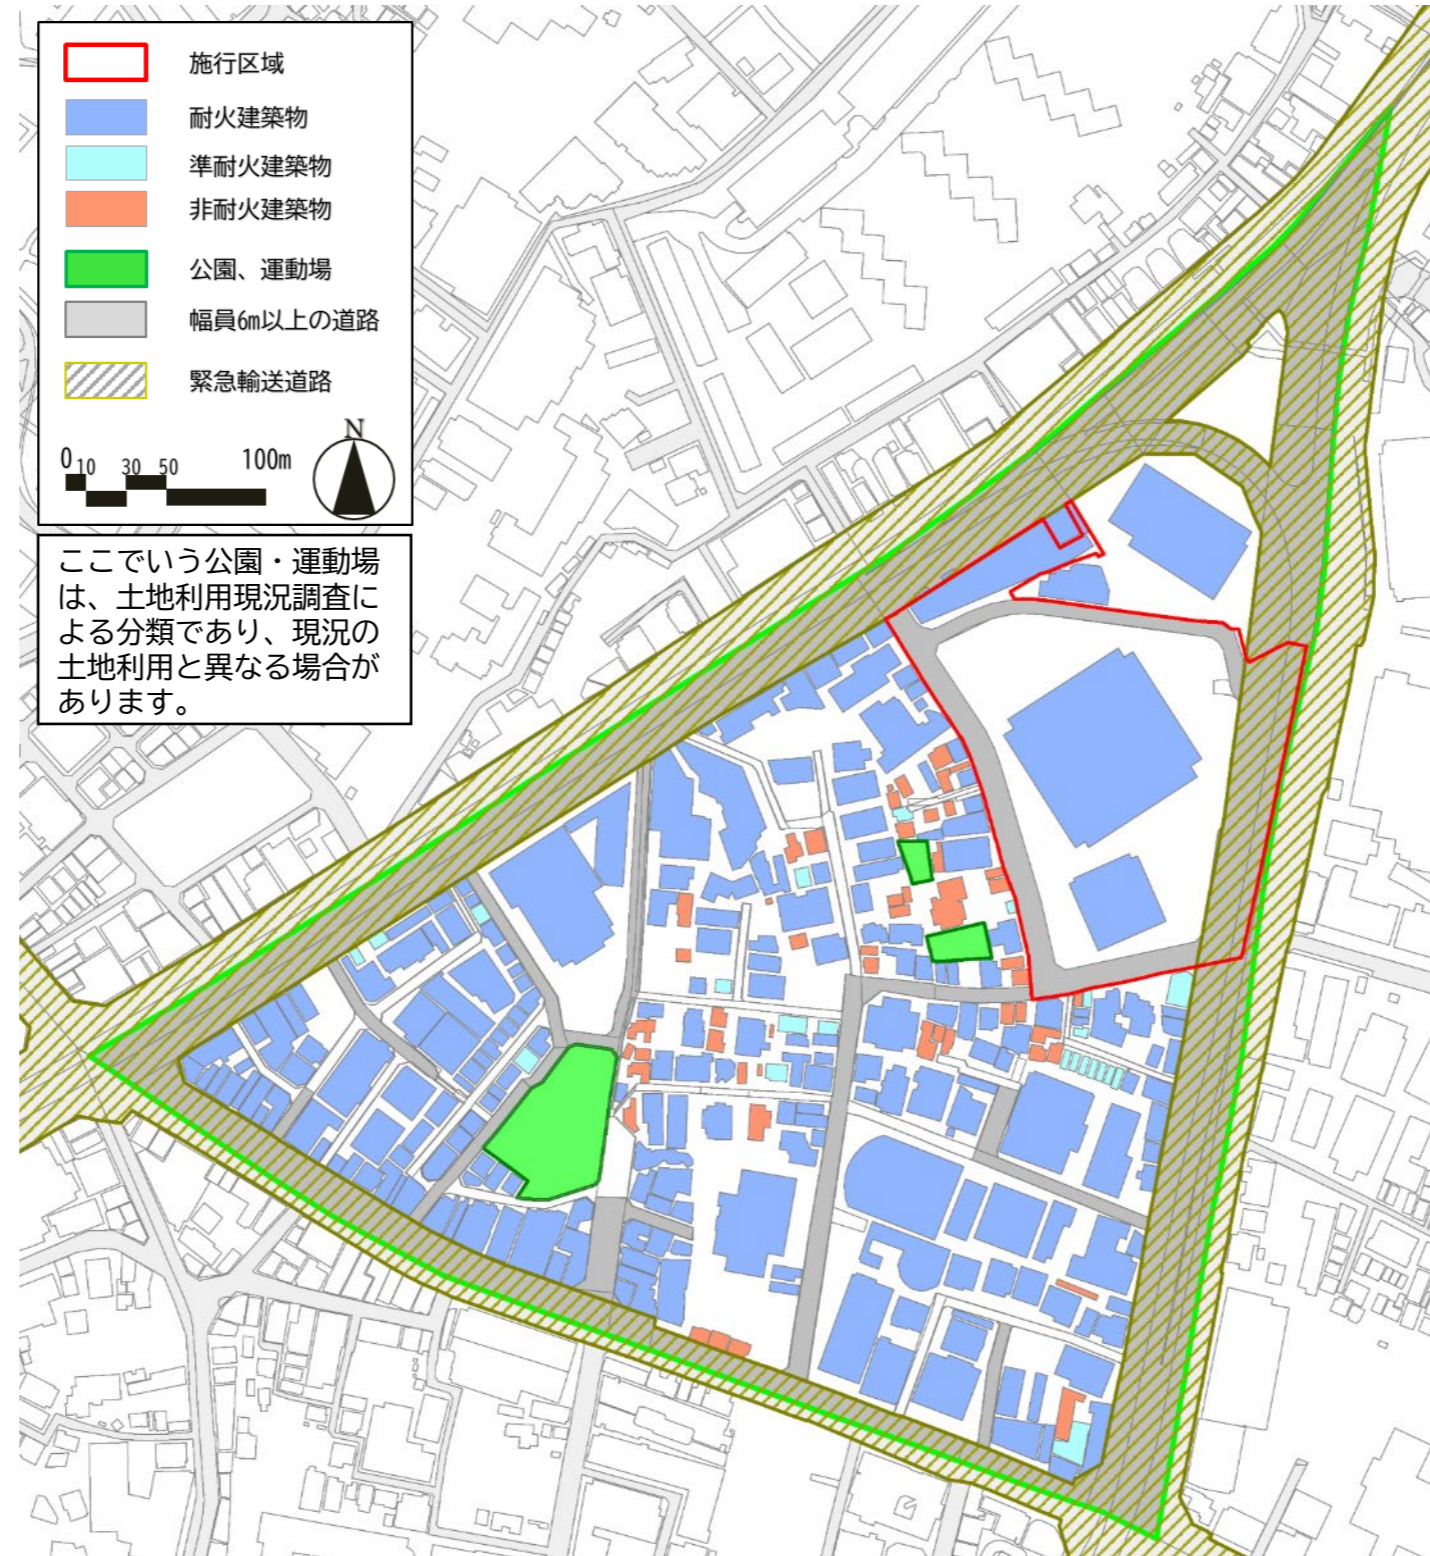 施行区域
耐火建築物
準耐火建築物
非耐火建築物
公園、運動場
幅員6m以上の道路
緊急輸送道路
0 10 30 50 100m
N
ここでいう公園・運動場
は、土地利用現況調査に
よる分類であり、現況の
土地利用と異なる場合が
あります。